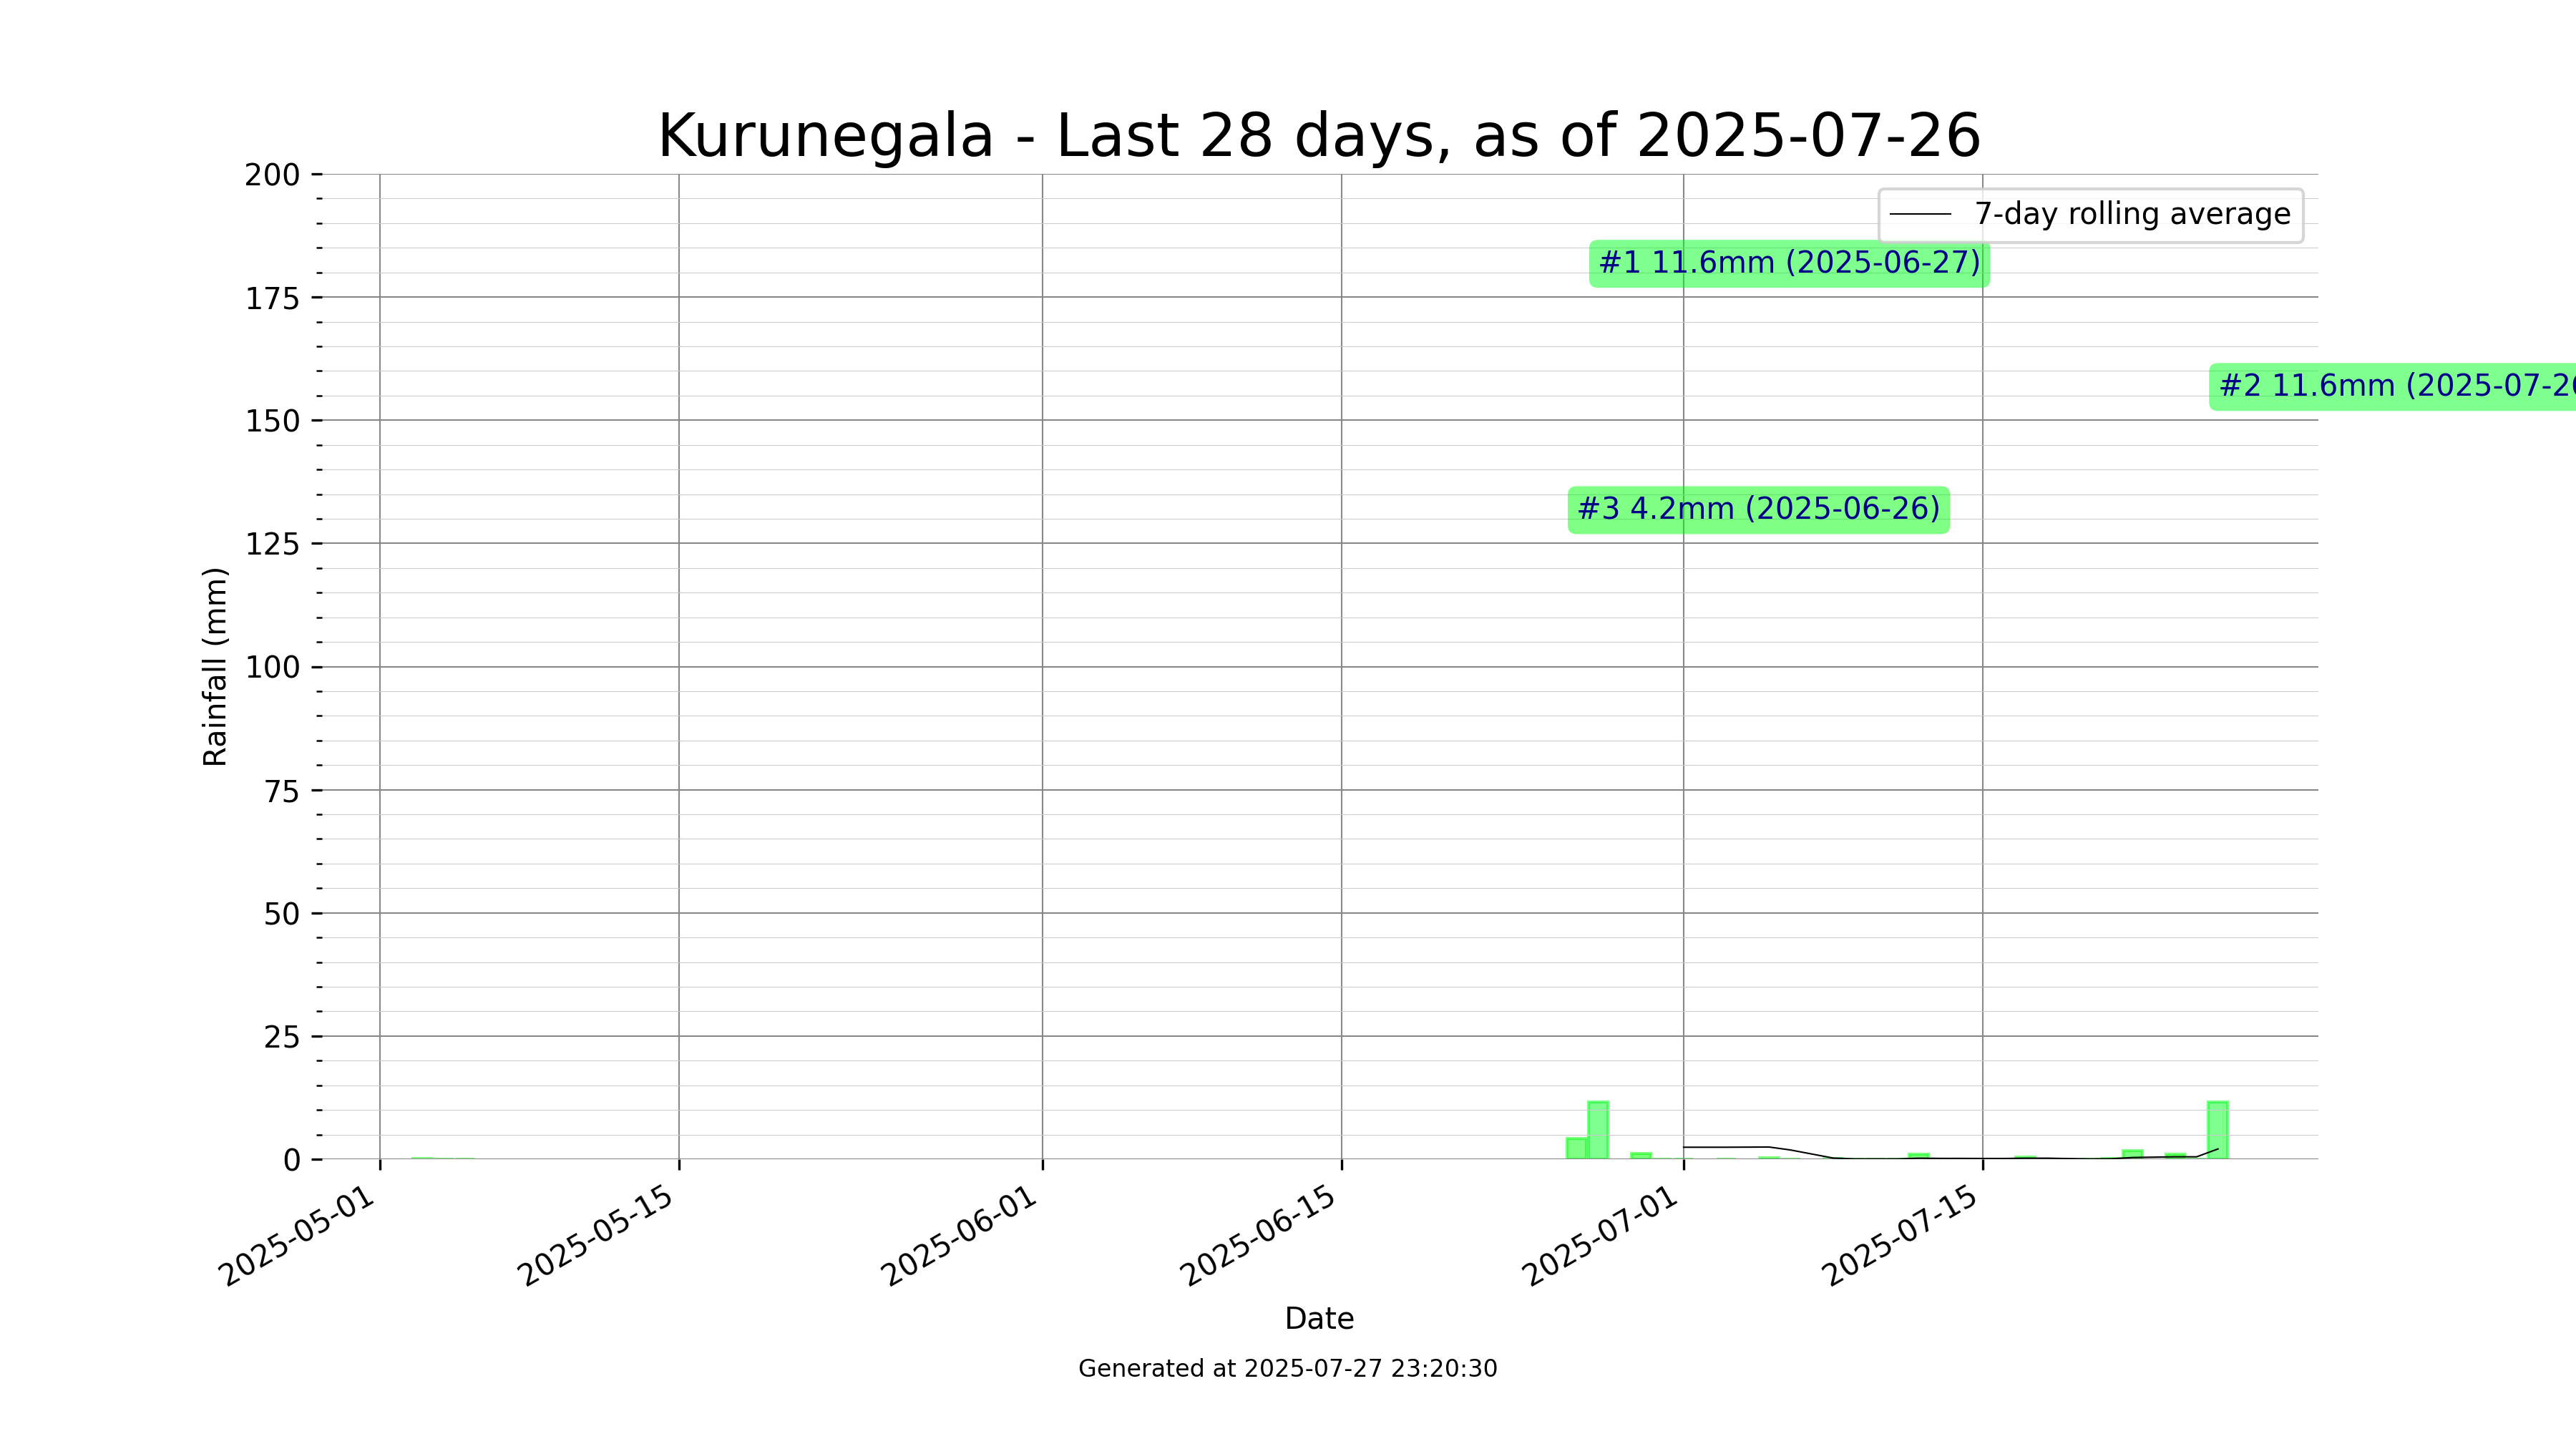 Kurunegala - Last 28 days, as of 2025-07-26
200
175
150
125
100
75
50
25
0
Rainfall (mm)
7-day rolling average
#1 11.6mm (2025-06-27)
#2 11.6mm (2025-07-26
#3 4.2mm (2025-06-26)
2025-05-01
2025-05-15
2025-06-01
2025-06-15
2025-07-01
2025-07-15
Date
Generated at 2025-07-27 23:20:30